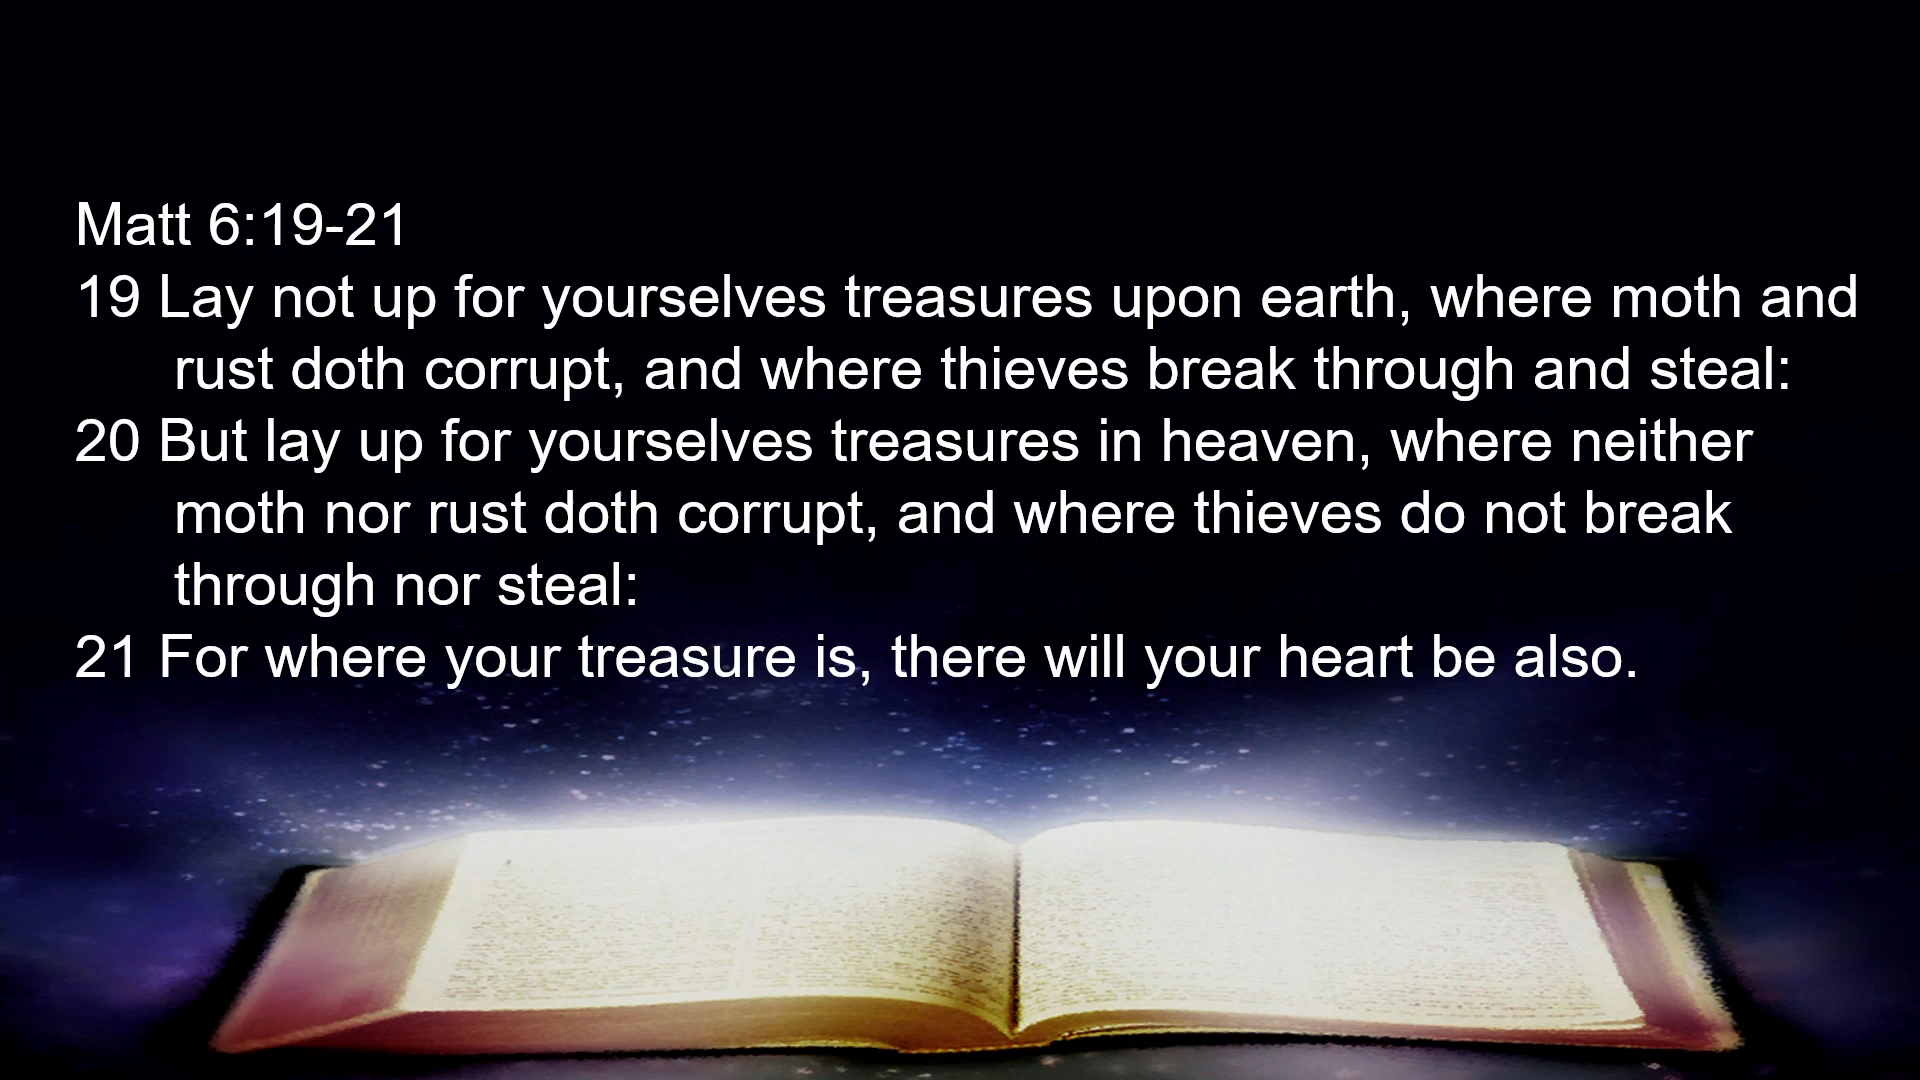 Matt 6:19-21
19 Lay not up for yourselves treasures upon earth, where moth and
rust doth corrupt, and where thieves break through and steal:
20 But lay up for yourselves treasures in heaven, where neither
moth nor rust doth corrupt, and where thieves do not break
through nor steal:
21 For where your treasure is, there will your heart be also.